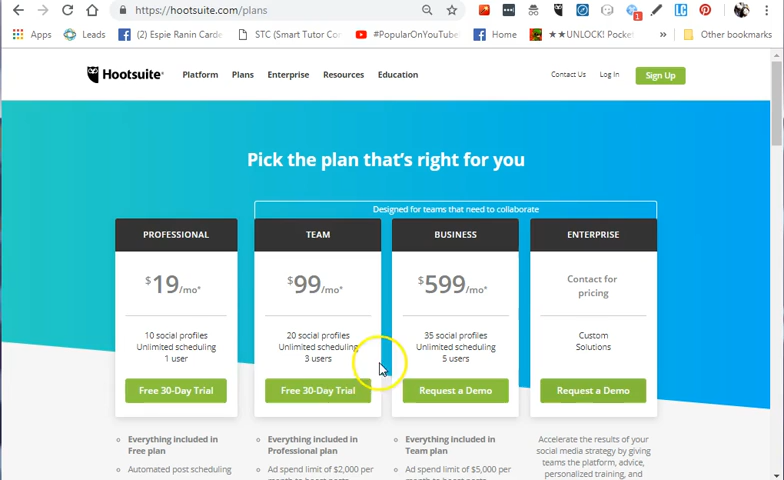 https://hootsuite.com/plans
Apps
Leads
(2) Espie Ranin Carde
STC (Smart Tutor Con
#PopularOnYouTube
Home
★★UNLOCK! Pocket
»
Other bookmarks
1
Hootsuite
Platform
Plans
Enterprise
Resources
Education
Contact Us
Log In
Sign Up
Pick the plan that's right for you
Designed for teams that need to collaborate
PROFESSIONAL
$19/mo*
10 social profiles
Unlimited scheduling
1 user
Free 30-Day Trial
Everything included in
Free plan
Automated post scheduling
TEAM
$99/mo*
20 social profiles
Unlimited scheduling
3 users
Free 30-Day Trial
Everything included in
Professional plan
Ad spend limit of $2,000 per
BUSINESS
$599/mo*
35 social profiles
Unlimited scheduling
5 users
Request a Demo
Everything included in
Team plan
Ad spend limit of $5,000 per
ENTERPRISE
Contact for
pricing
Custom
Solutions
Request a Demo
Accelerate the results of your
social media strategy by giving
teams the platform, advice,
personalized training, and